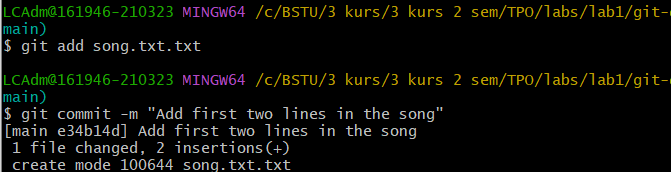 LCAdm@161946-210323 MINGW64 /c/BSTU/3 kurs/3 kurs 2 sem/TPO/labs/lab1/git-
main)
$ git add song.txt.txt
LCAdm@161946-210323 MINGW64 /c/BSTU/3 kurs/3 kurs 2 sem/TPO/labs/lab1/git-
main)
$ git commit -m "Add first two lines in the song"
[main e34b14d] Add first two lines in the song
1 file changed, 2 insertions(+)
create mode 100644 song.txt.txt